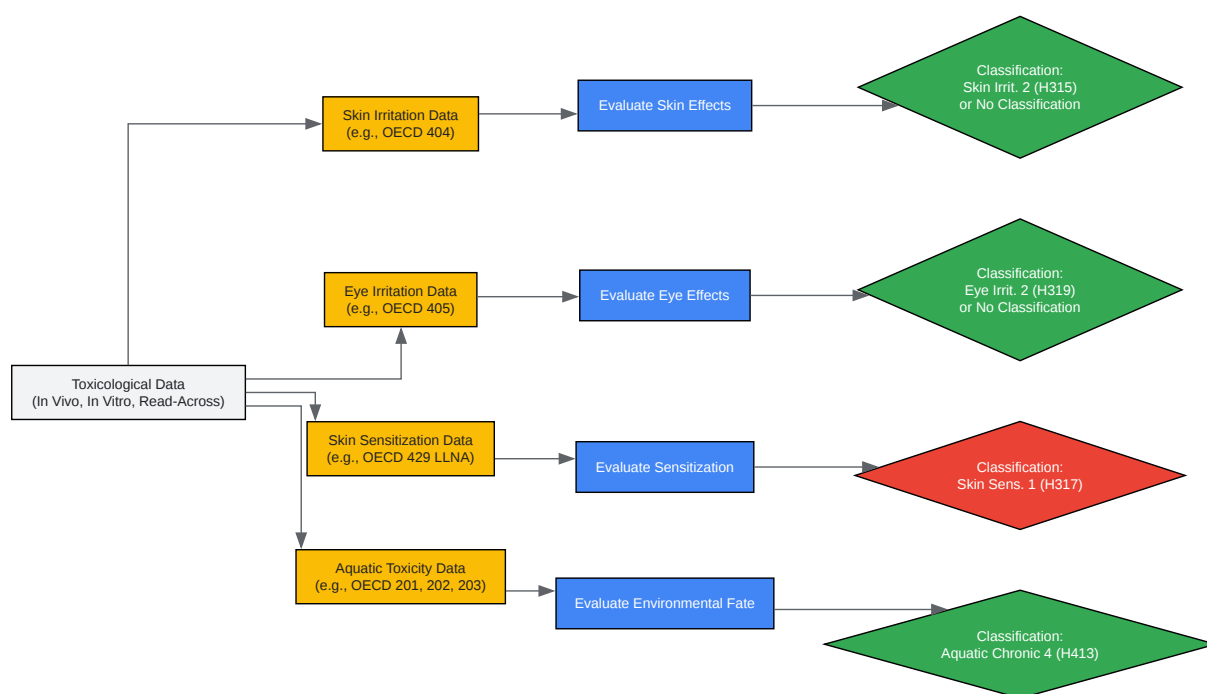 Classification:
Skin Irrit. 2 (H315)
or No Classification
Skin Irritation Data
(e.g., OECD 404)
Evaluate Skin Effects
Classification:
Eye Irrit. 2 (H319)
or No Classification
Eye Irritation Data
(e.g., OECD 405)
Evaluate Eye Effects
Toxicological Data
(In Vivo, In Vitro, Read-Across)
Skin Sensitization Data
(e.g., OECD 429 LLNA)
Evaluate Sensitization
Classification:
Skin Sens. 1 (H317)
Aquatic Toxicity Data
(e.g., OECD 201, 202, 203)
Evaluate Environmental Fate
Classification:
Aquatic Chronic 4 (H413)